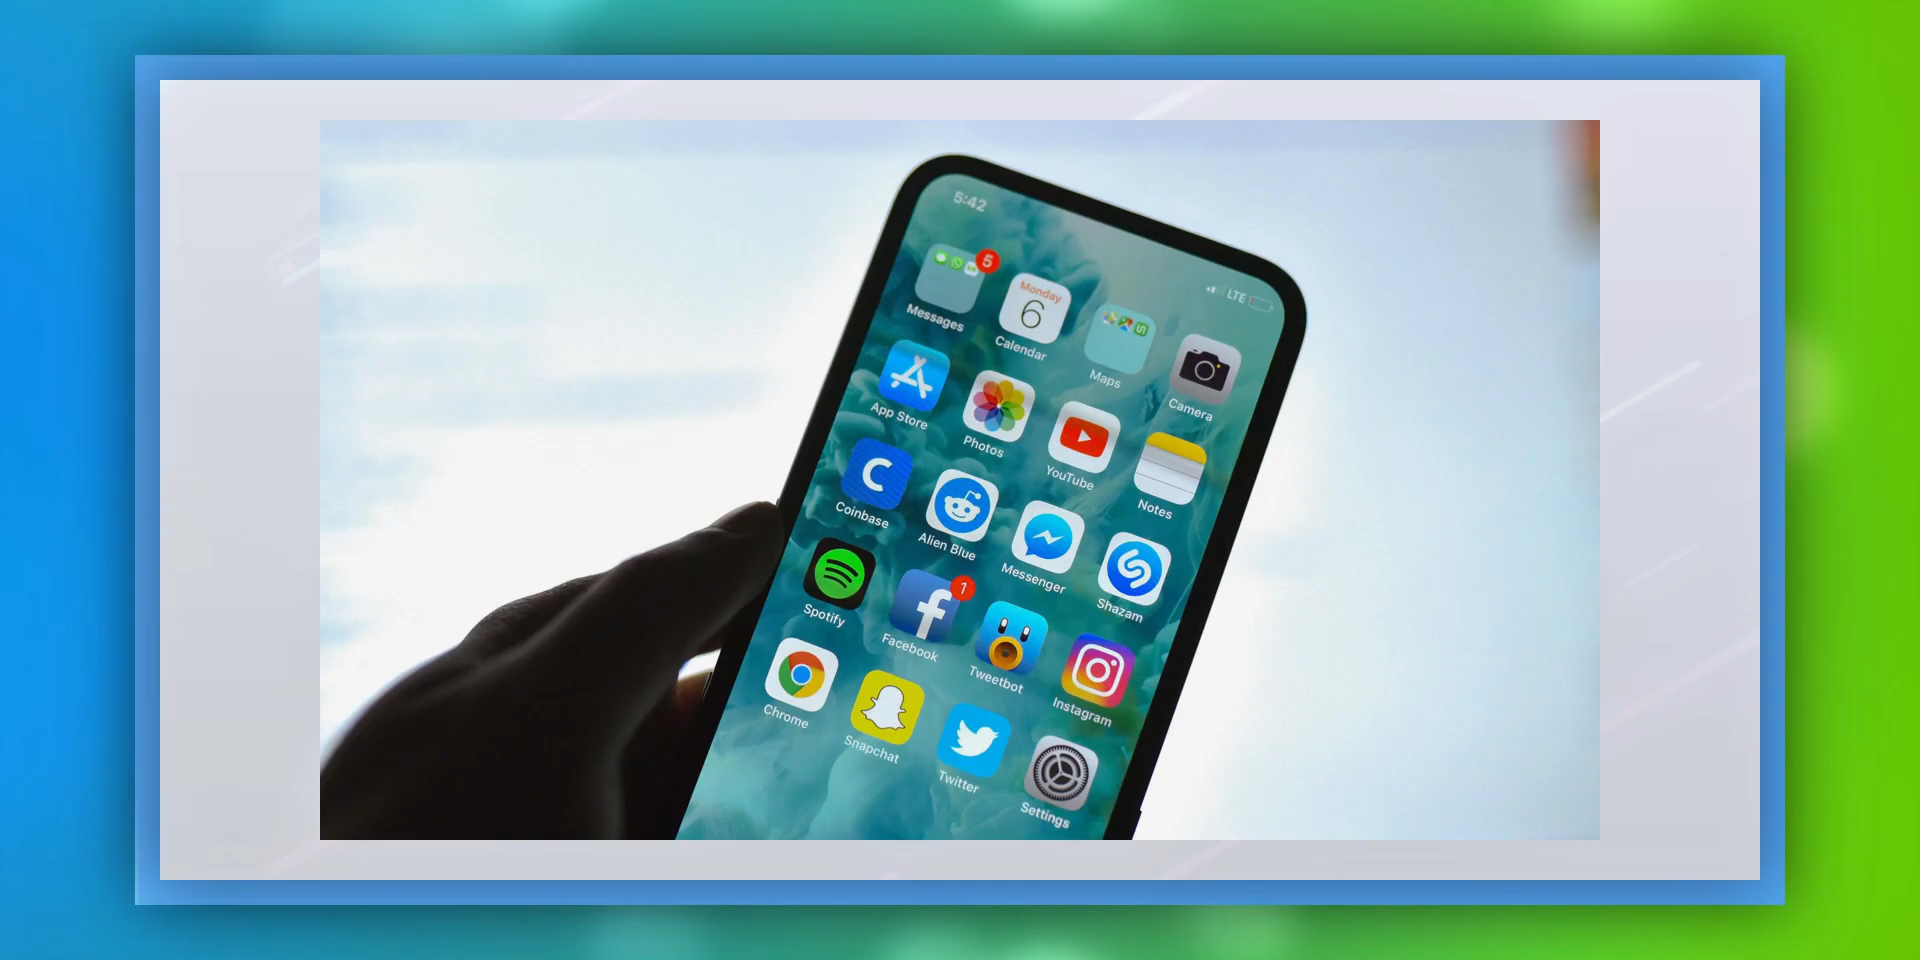 5:42
LTE
5
Messages
Monday
6
Calendar
Maps
Camera
App Store
Photos
YouTube
Notes
Coinbase
Alien Blue
Messenger
Shazam
Spotify
1
Facebook
Tweetbot
Instagram
Chrome
Snapchat
Twitter
Settings